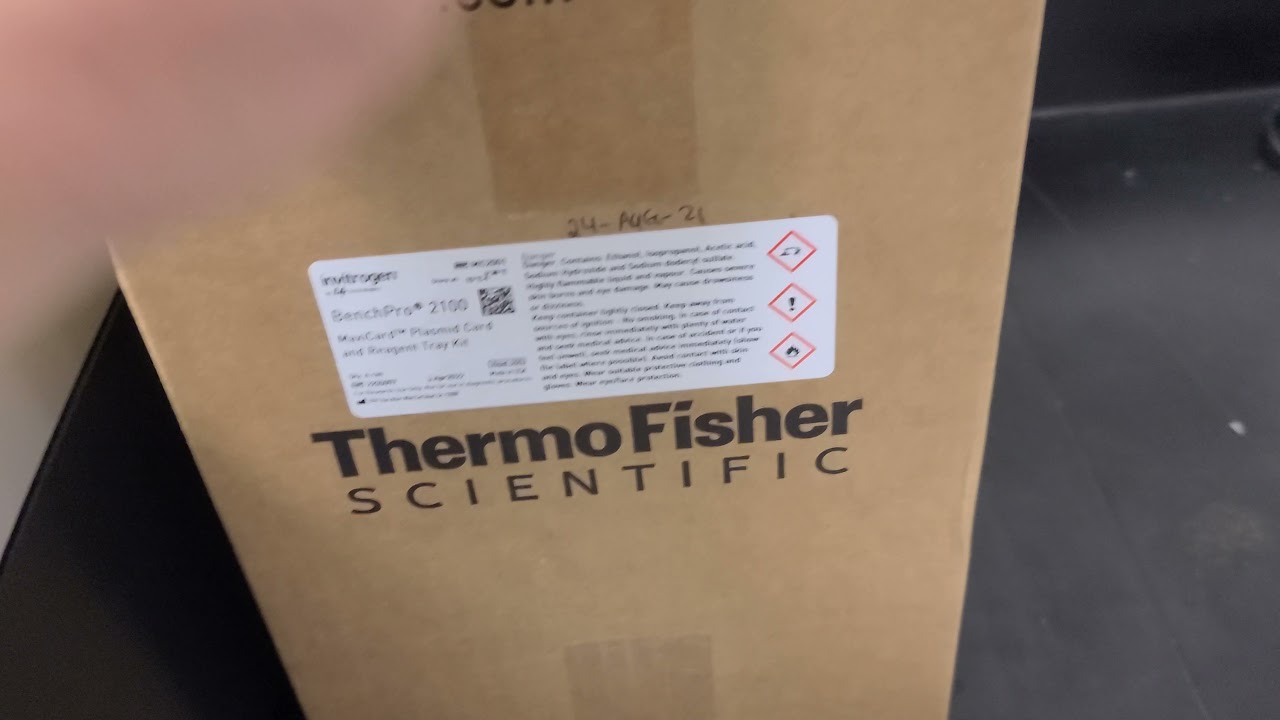 .com
24-AUG-21
invitrogen
BenchPro® 2100
MaxiCard™ Plasmid Card
and Reagent Tray Kit
Danger
Danger. Contains: Ethanol, Isopropanol, Acetic acid,
Sodium Hydroxide and Sodium dodecyl sulfate.
Highly flammable liquid and vapour. Causes severe
skin burns and eye damage. May cause drowsiness
or dizziness.
Keep container tightly closed. Keep away from
sources of ignition - No smoking. In case of contact
with eyes, rinse immediately with plenty of water
and seek medical advice. In case of accident or if you
feel unwell, seek medical advice immediately (show
the label where possible). Avoid contact with skin
and eyes. Wear suitable protective clothing and
gloves. Wear eye/face protection.
ThermoFisher
SCIENTIFIC